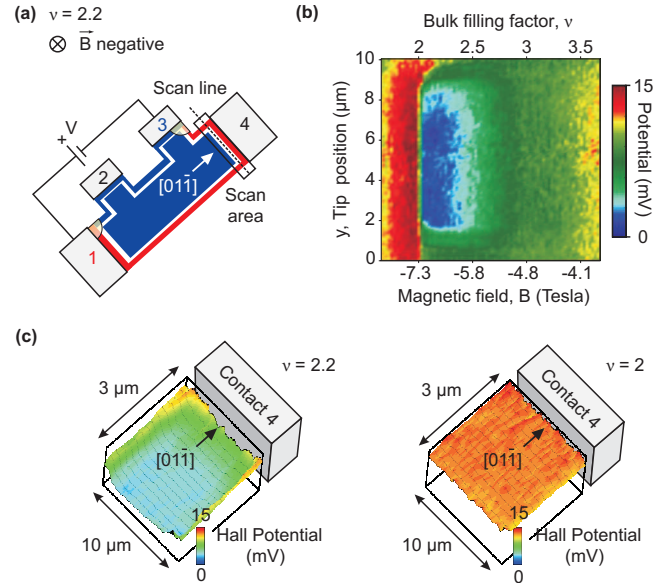 (a)
ν = 2.2
⊗ B⃗ negative
Scan line
+V
3
4
2
[011̄]
Scan
area
1
(b)
Bulk filling factor, ν
2 2.5 3 3.5
y, Tip position (μm)
10
8
6
4
2
0
-7.3 -5.8 -4.8 -4.1
Magnetic field, B (Tesla)
15
0
Potential (mV)
(c)
3 μm
Contact 4
ν = 2.2
[011̄]
10 μm
15
0
Hall Potential
(mV)
3 μm
Contact 4
ν = 2
[011̄]
10 μm
15
0
Hall Potential
(mV)